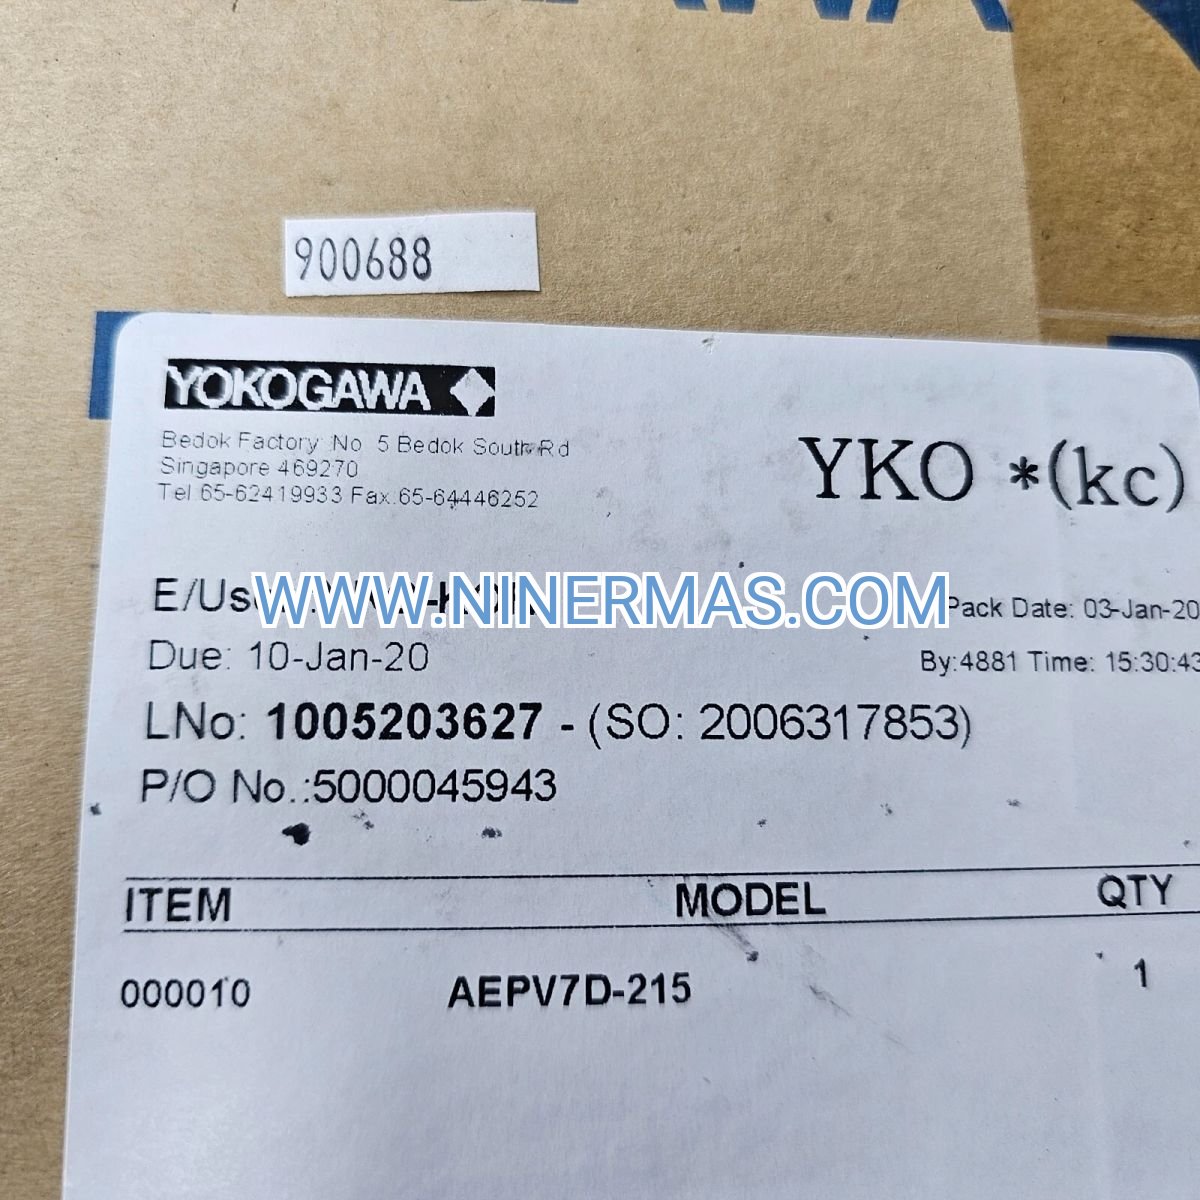 900688
YOKOGAWA
Bedok Factory: No. 5 Bedok South Rd
Singapore 469270
Tel:65-62419933 Fax:65-64446252
YKO *(kc)
WWW.NINERMAS.COM
Pack Date: 03-Jan-20
Due: 10-Jan-20
By:4881 Time: 15:30:43
LNo: 1005203627 - (SO: 2006317853)
P/O No.:5000045943
ITEM MODEL QTY
000010 AEPV7D-215 1